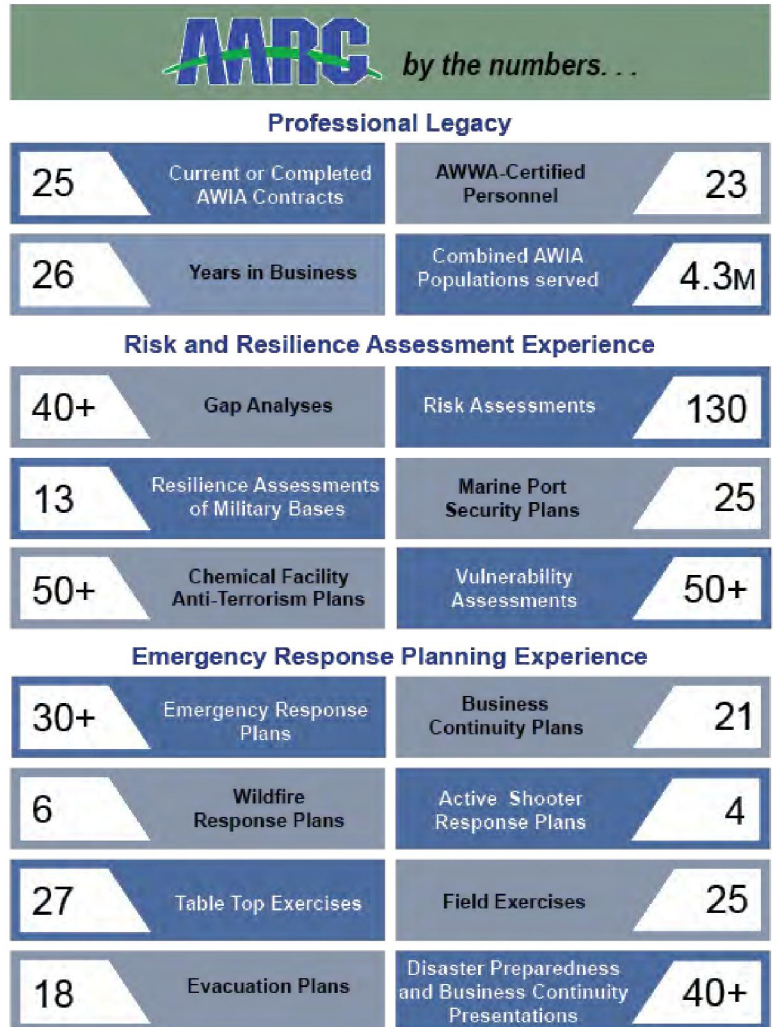 AARC by the numbers. . .
Professional Legacy
25
Current or Completed
AWIA Contracts
AWWA-Certified
Personnel
23
26
Years in Business
Combined AWIA
Populations served
4.3M
Risk and Resilience Assessment Experience
40+
Gap Analyses
Risk Assessments
130
13
Resilience Assessments
of Military Bases
Marine Port
Security Plans
25
50+
Chemical Facility
Anti-Terrorism Plans
Vulnerability
Assessments
50+
Emergency Response Planning Experience
30+
Emergency Response
Plans
Business
Continuity Plans
21
6
Wildfire
Response Plans
Active Shooter
Response Plans
4
27
Table Top Exercises
Field Exercises
25
18
Evacuation Plans
Disaster Preparedness
and Business Continuity
Presentations
40+